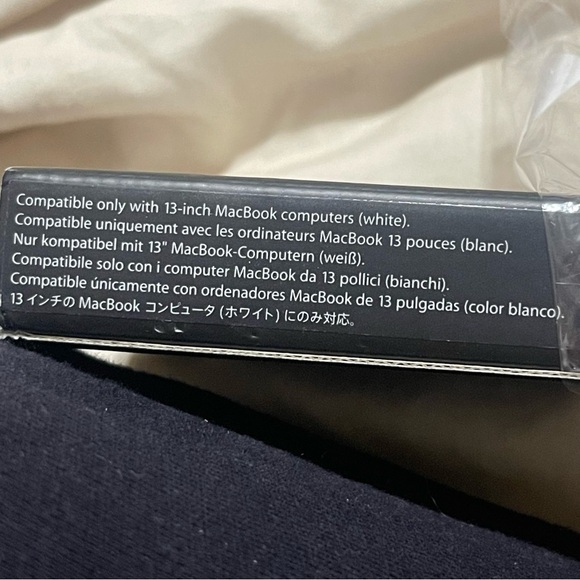 Compatible only with 13-inch MacBook computers (white).
Compatible uniquement avec les ordinateurs MacBook 13 pouces (blanc).
Nur kompatibel mit 13" MacBook-Computern (weiß).
Compatibile solo con i computer MacBook da 13 pollici (bianchi).
Compatible únicamente con ordenadores MacBook de 13 pulgadas (color blanco).
13 インチの MacBook コンピュータ (ホワイト) にのみ対応。